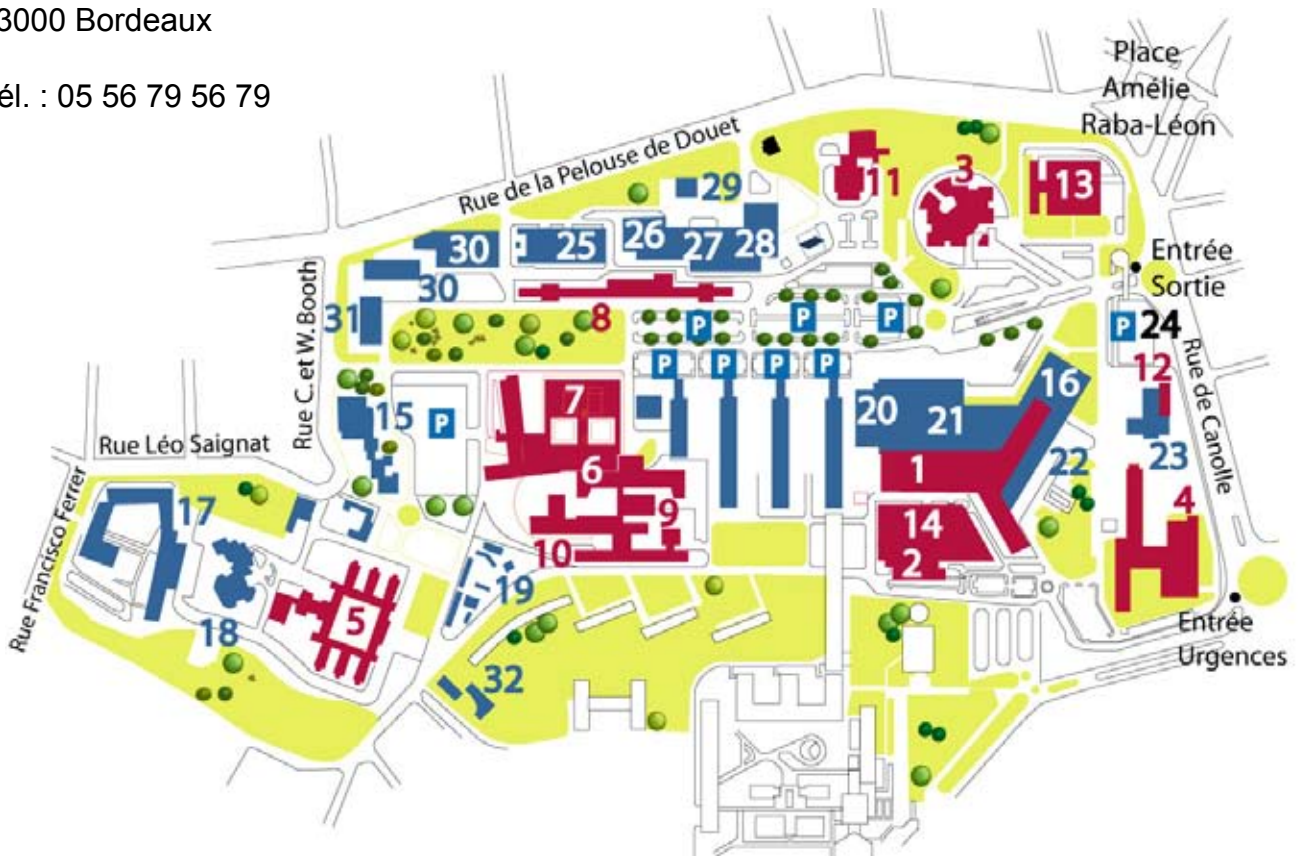 3000 Bordeaux
él. : 05 56 79 56 79
Place
Amélie
Raba-Léon
Rue de la Pelouse de Douet
11
3
13
29
26
27
28
25
30
30
31
Entrée
Sortie
8
P
P
P
P
24
12
P
P
P
P
Rue C. et W. Booth
Rue de Canolle
16
7
20
21
15
P
Rue Léo Saignat
6
1
22
23
Rue Francisco Ferrer
17
9
14
4
10
2
19
5
18
Entrée
Urgences
32